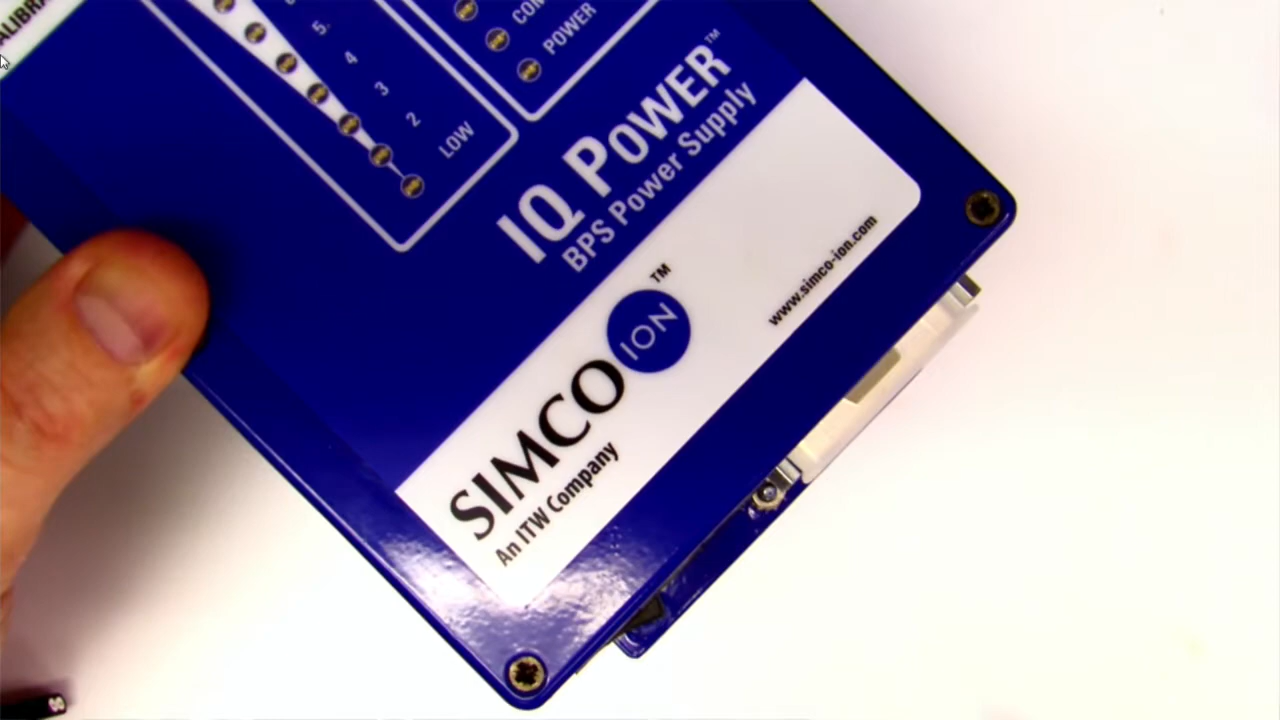 5
4
3
2
LOW
POWER
IQ POWER™
BPS Power Supply
SIMCO ION™
An ITW Company
www.simco-ion.com